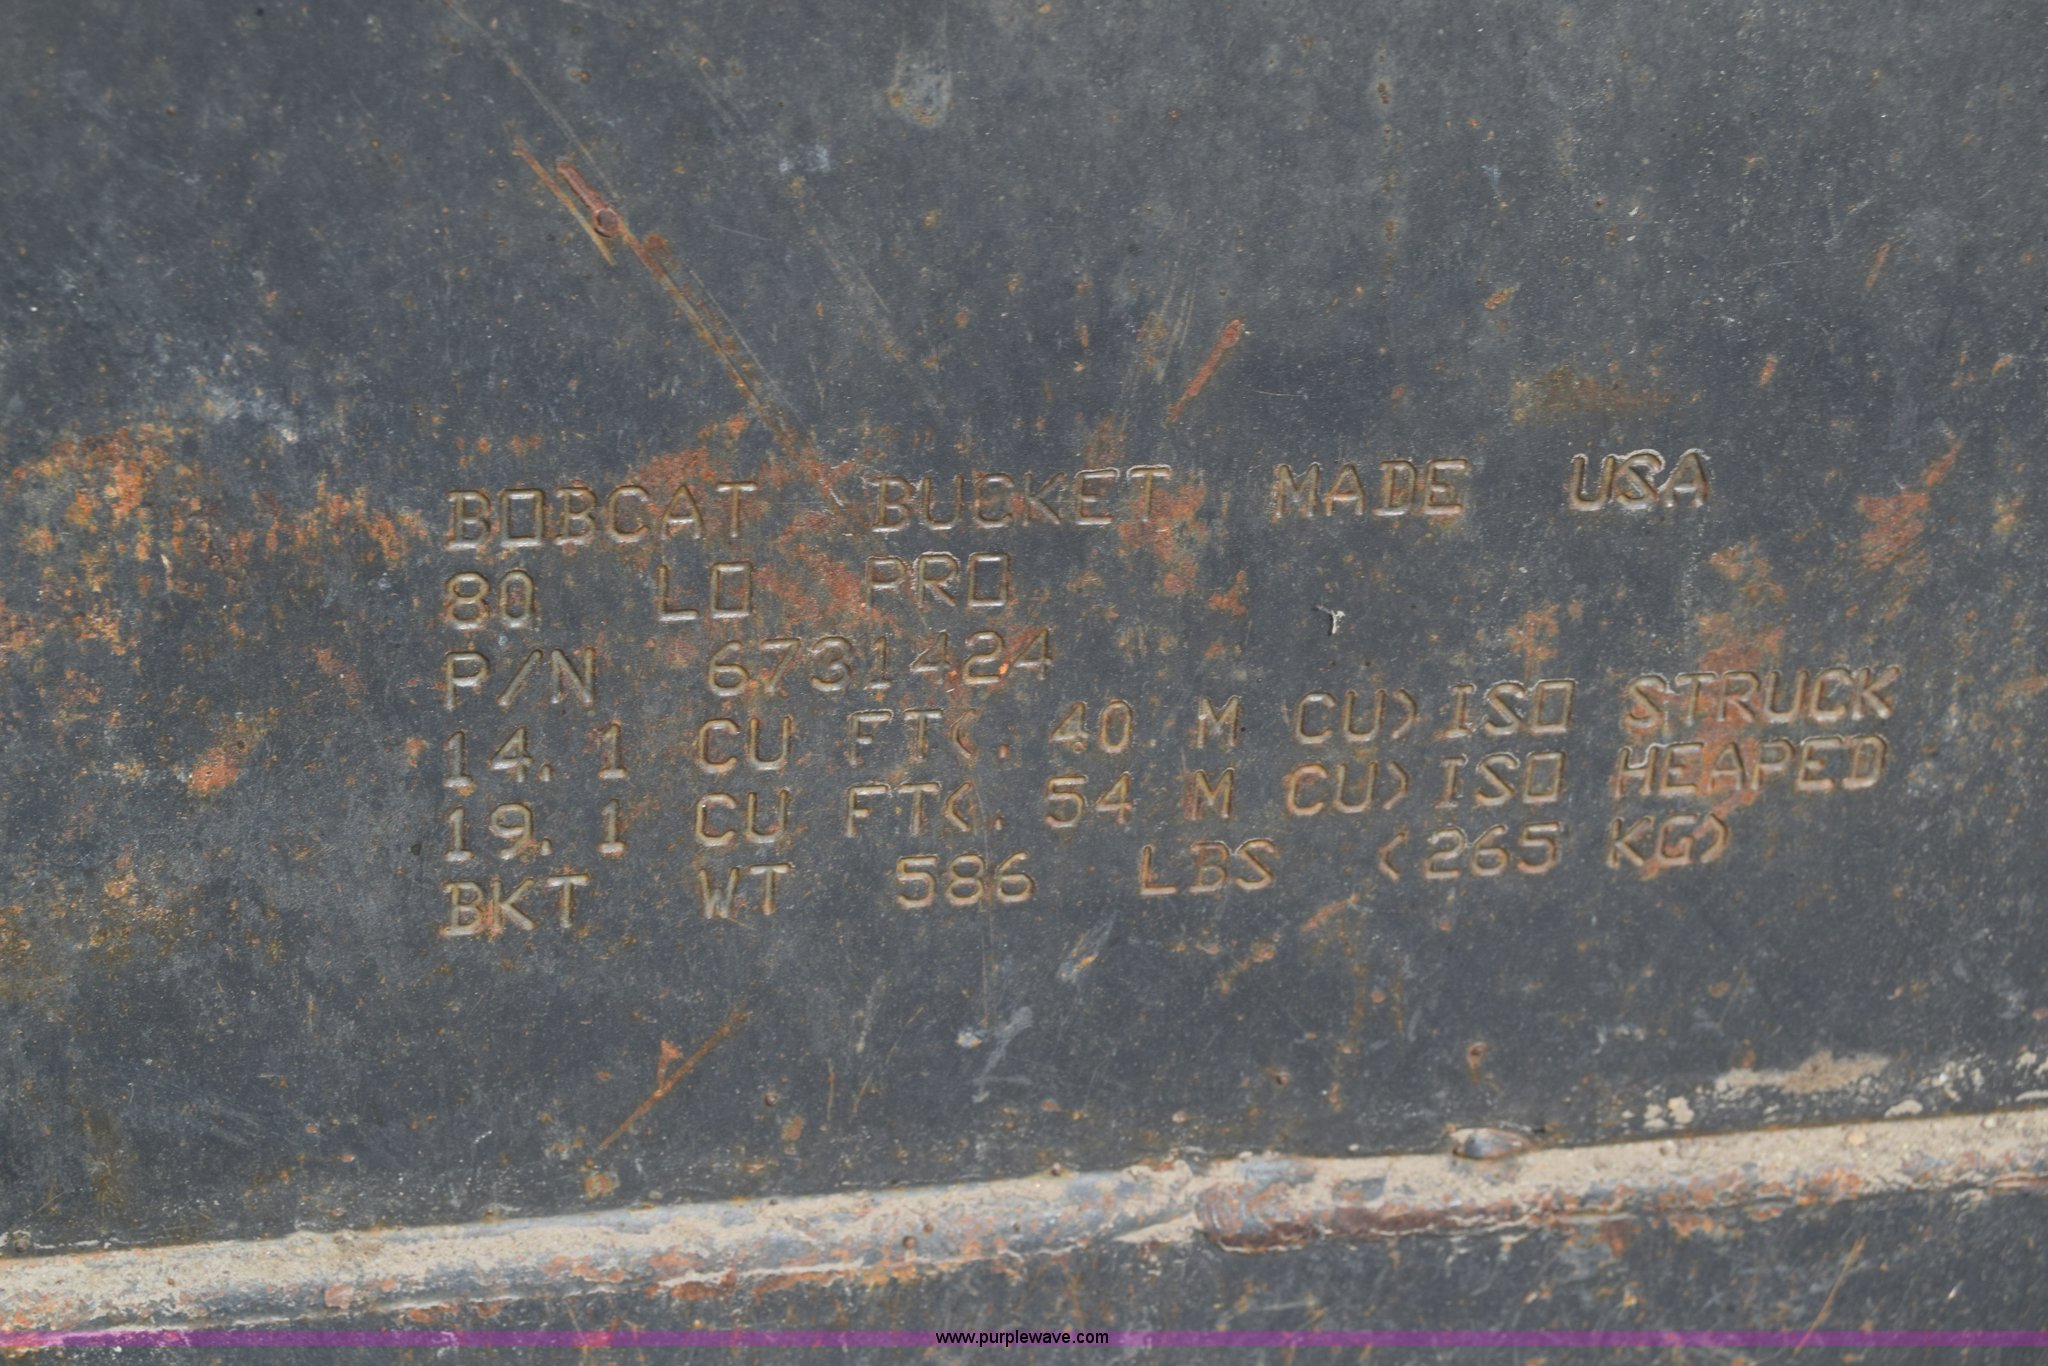 BOBCAT BUCKET MADE USA
80 LO PRO
P/N 6731424
14.1 CU FT<.40 M CU>ISO STRUCK
19.1 CU FT<.54 M CU>ISO HEAPED
BKT WT 586 LBS <265 KG>
www.purplewave.com